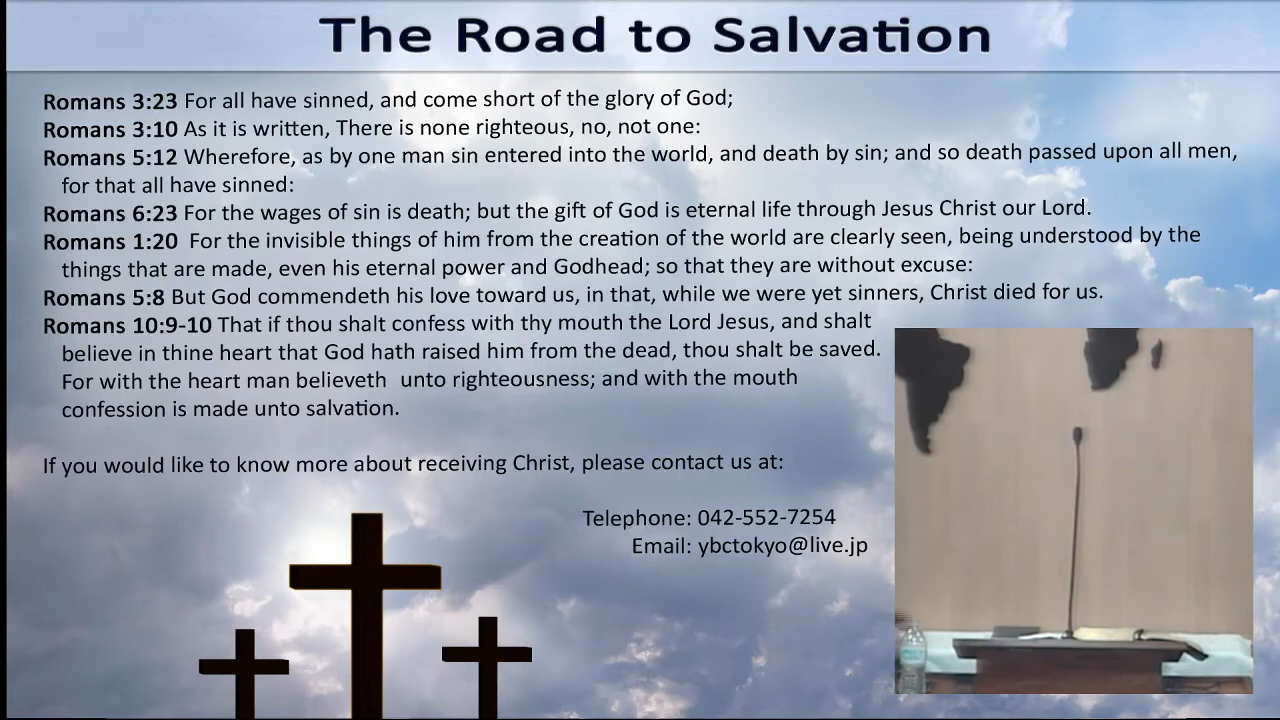 The Road to Salvation
Romans 3:23 For all have sinned, and come short of the glory of God;
Romans 3:10 As it is written, There is none righteous, no, not one:
Romans 5:12 Wherefore, as by one man sin entered into the world, and death by sin; and so death passed upon all men,
for that all have sinned:
Romans 6:23 For the wages of sin is death; but the gift of God is eternal life through Jesus Christ our Lord.
Romans 1:20 For the invisible things of him from the creation of the world are clearly seen, being understood by the
things that are made, even his eternal power and Godhead; so that they are without excuse:
Romans 5:8 But God commendeth his love toward us, in that, while we were yet sinners, Christ died for us.
Romans 10:9-10 That if thou shalt confess with thy mouth the Lord Jesus, and shalt
believe in thine heart that God hath raised him from the dead, thou shalt be saved.
For with the heart man believeth unto righteousness; and with the mouth
confession is made unto salvation.
If you would like to know more about receiving Christ, please contact us at:
Telephone: 042-552-7254
Email: ybctokyo@live.jp